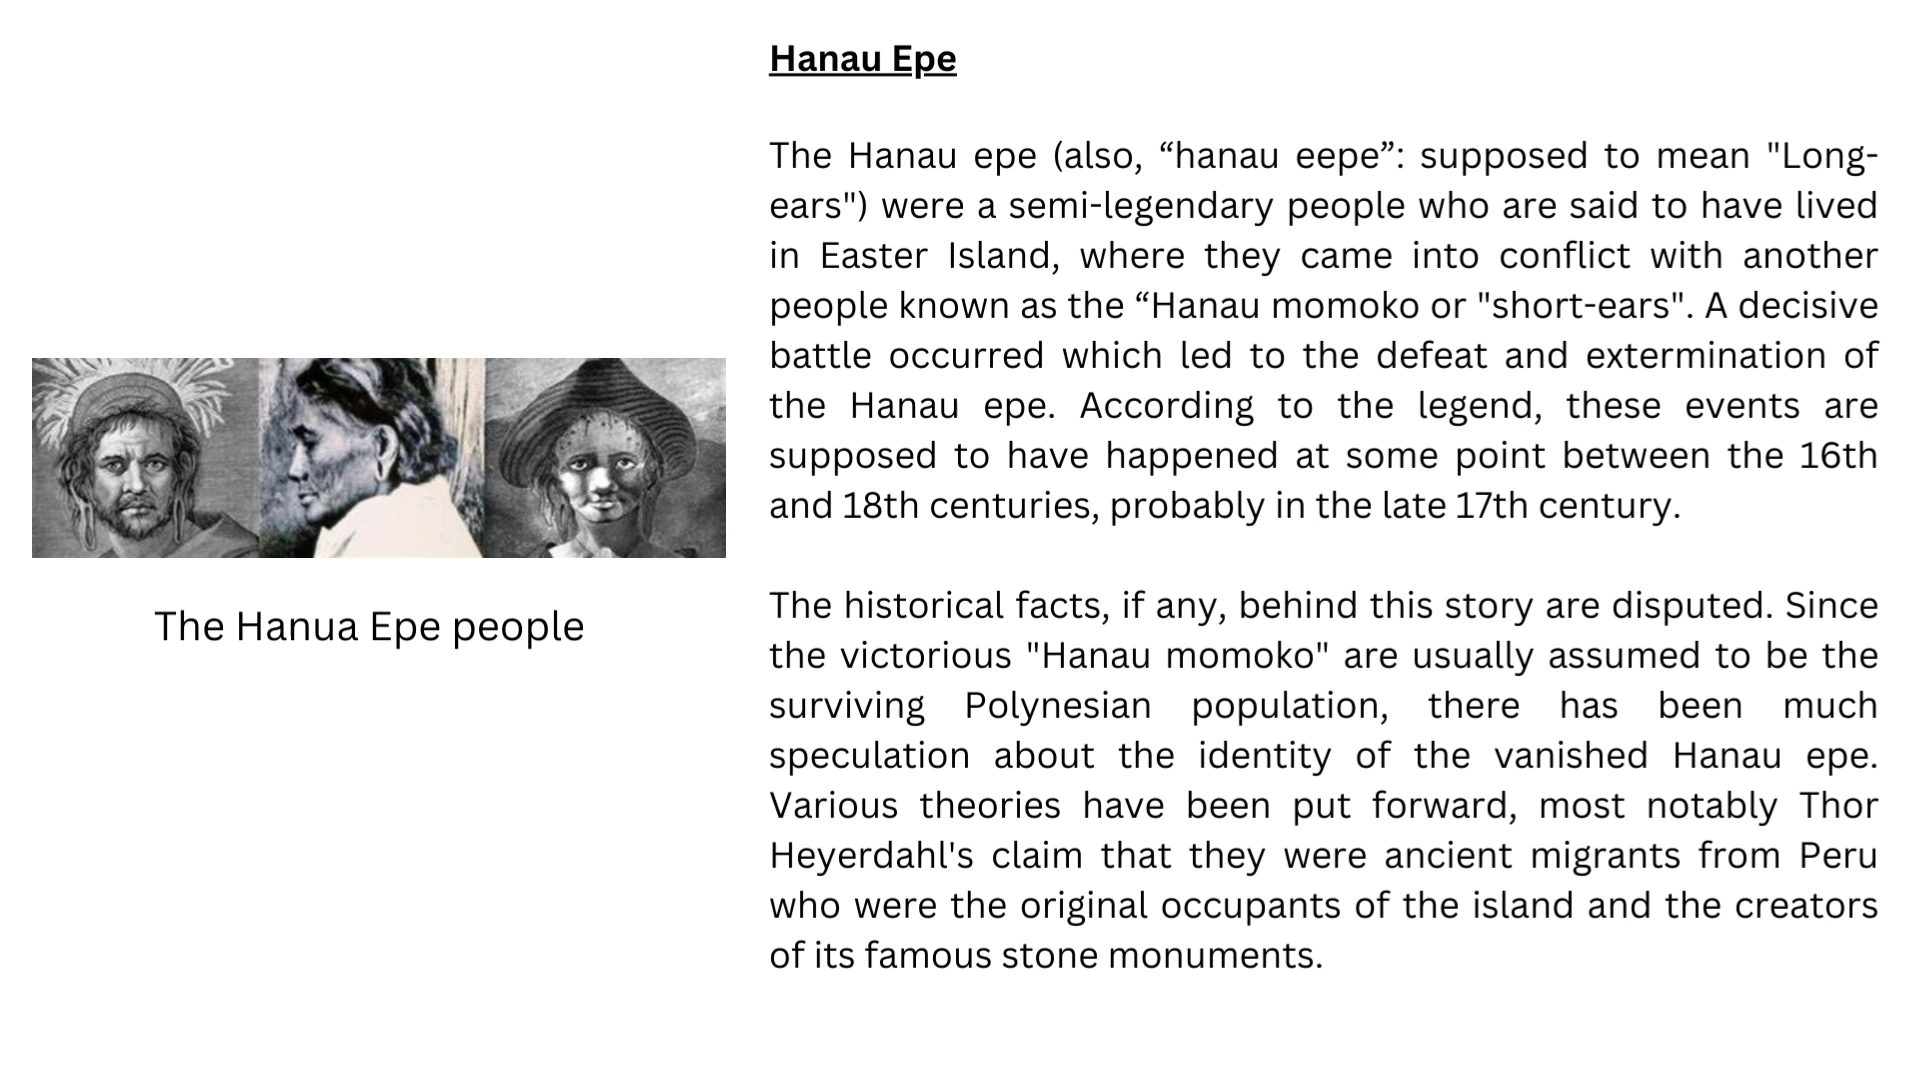 Hanau Epe
The Hanau epe (also, “hanau eepe”: supposed to mean "Long-
ears") were a semi-legendary people who are said to have lived
in Easter Island, where they came into conflict with another
people known as the “Hanau momoko or "short-ears". A decisive
battle occurred which led to the defeat and extermination of
the Hanau epe. According to the legend, these events are
supposed to have happened at some point between the 16th
and 18th centuries, probably in the late 17th century.
The historical facts, if any, behind this story are disputed. Since
the victorious "Hanau momoko" are usually assumed to be the
surviving Polynesian population, there has been much
speculation about the identity of the vanished Hanau epe.
Various theories have been put forward, most notably Thor
Heyerdahl's claim that they were ancient migrants from Peru
who were the original occupants of the island and the creators
of its famous stone monuments.
The Hanua Epe people